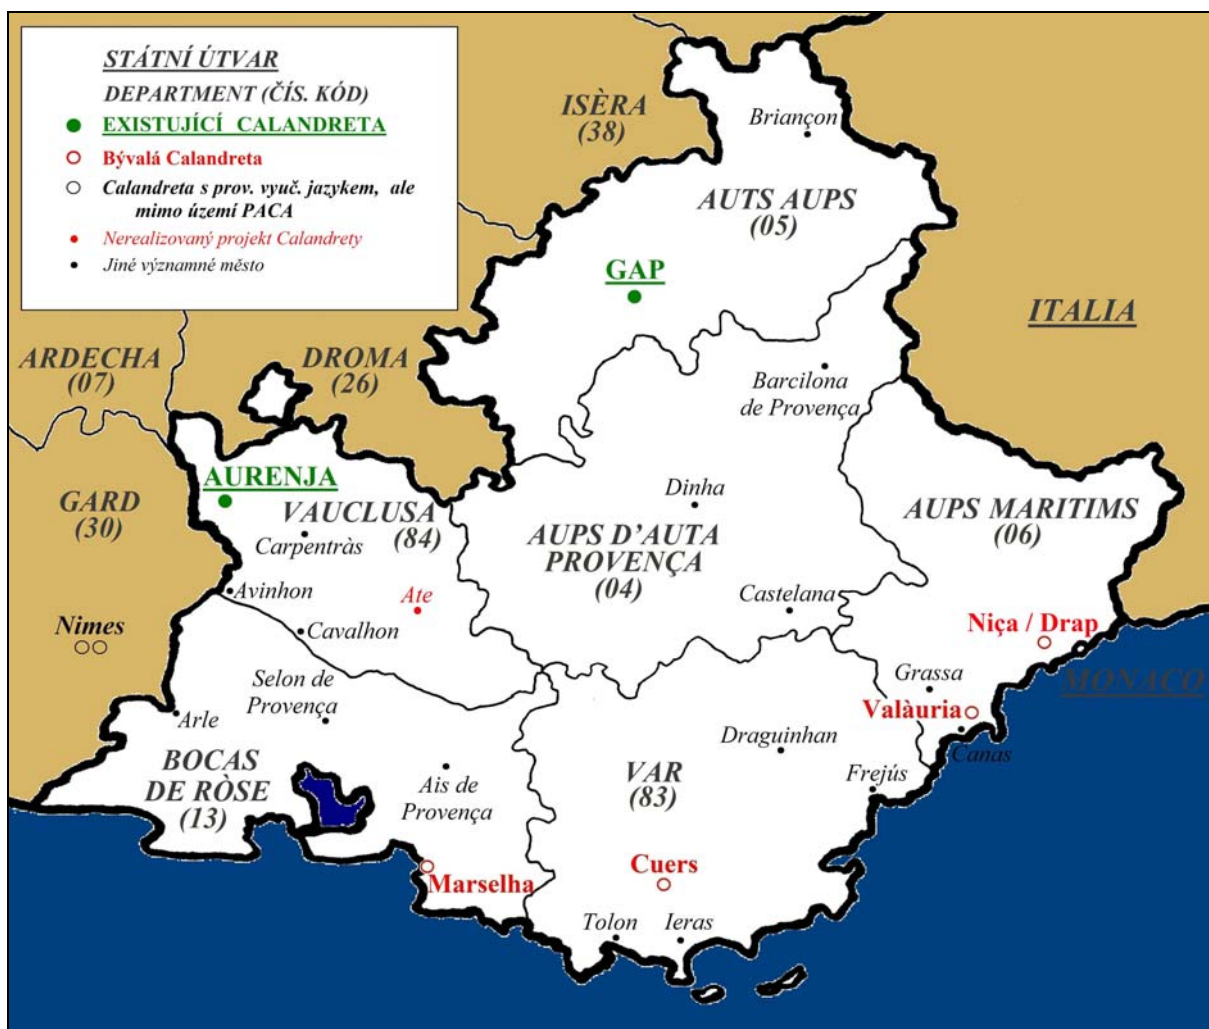 STÁTNÍ ÚTVAR
DEPARTMENT (ČÍS. KÓD)
EXISTUJÍCÍ CALANDRETA
Bývalá Calandreta
Calandreta s prov. vyuč. jazykem, ale
mimo území PACA
Nerealizovaný projekt Calandrety
Jiné významné město
ISÈRA
(38)
Briançon
AUTS AUPS
(05)
GAP
ITALIA
ARDECHA
(07)
DROMA
(26)
Barcilona
de Provença
AURENJA
GARD
(30)
VAUCLUSA
(84)
Carpentràs
Dinha
AUPS MARITIMS
(06)
AUPS D'AUTA
PROVENÇA
(04)
Avinhon
Ate
Castelana
Nimes
Cavalhon
Niça / Drap
Selon de
Provença
Grassa
MONACO
Arle
Valàuria
Canas
Draguinhan
BOCAS
DE RÒSE
(13)
Ais de
Provença
VAR
(83)
Frejús
Marselha
Cuers
Tolon
Ieras